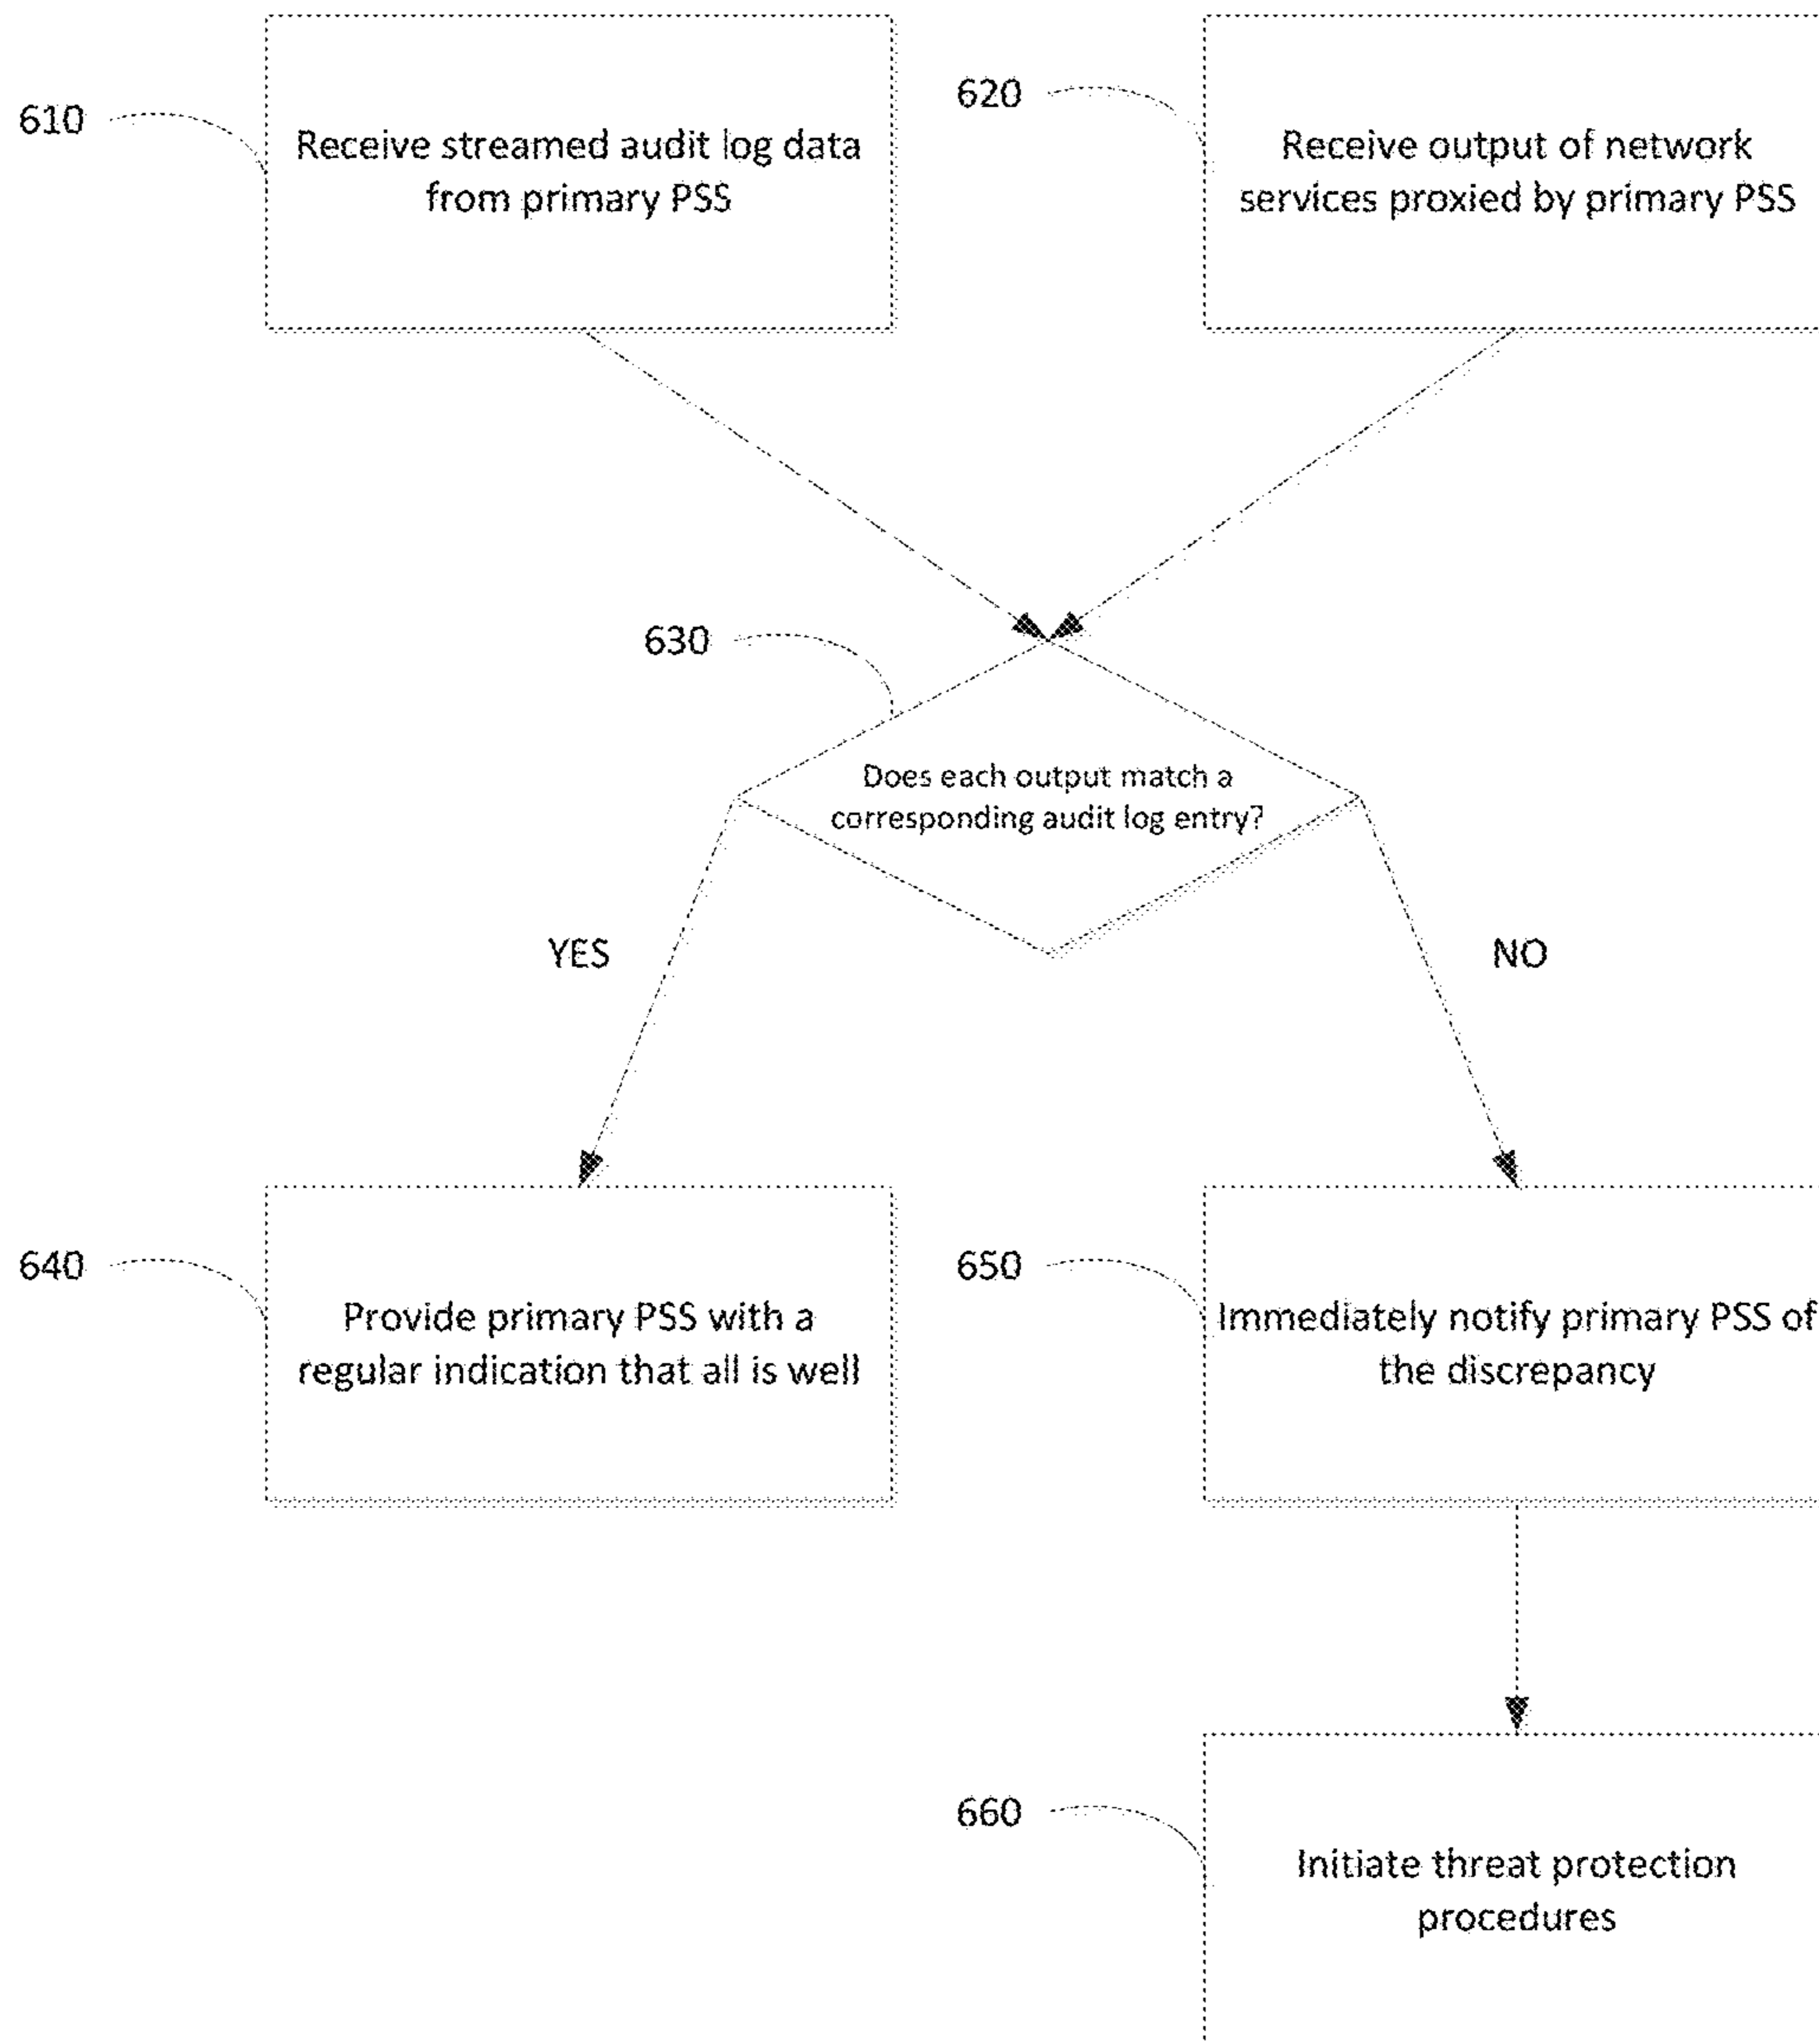 610
Receive streamed audit log data
from primary PSS
620
Receive output of network
services proxied by primary PSS
630
Does each output match a
corresponding audit log entry?
YES
NO
640
Provide primary PSS with a
regular indication that all is well
650
Immediately notify primary PSS of
the discrepancy
660
Initiate threat protection
procedures